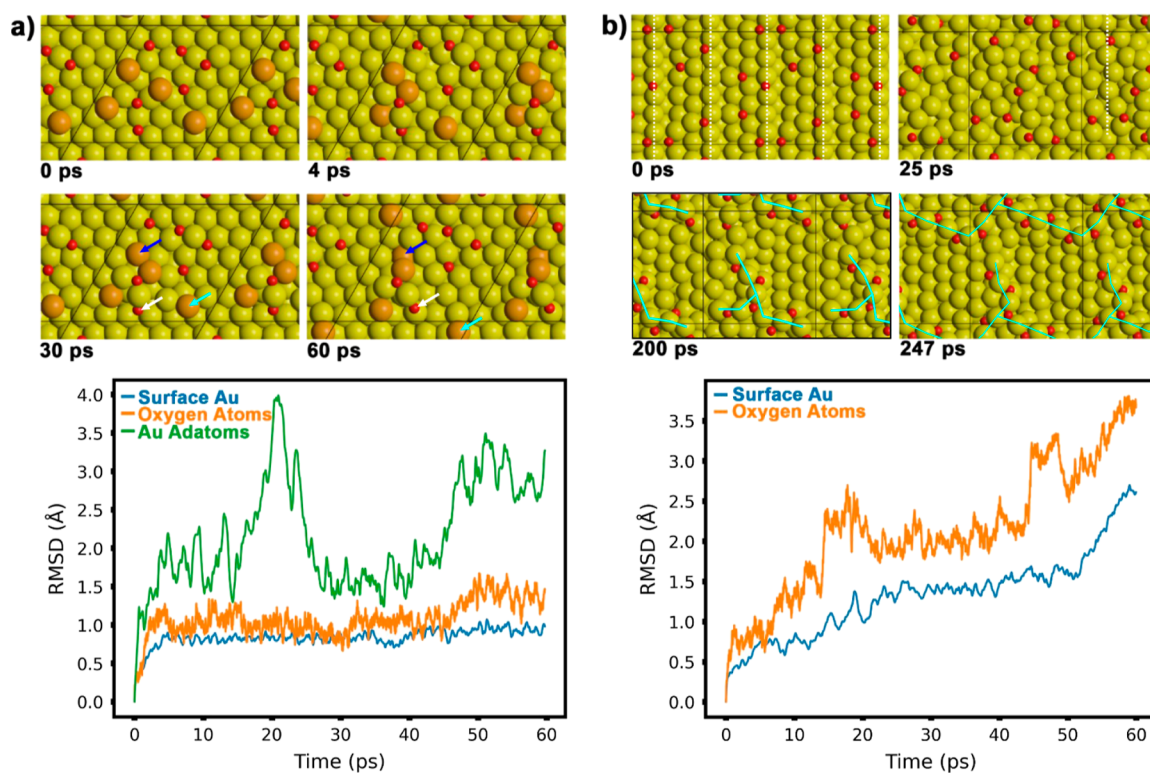 a)
0 ps
4 ps
30 ps
60 ps
Surface Au
Oxygen Atoms
Au Adatoms
4.0
3.5
3.0
2.5
2.0
1.5
1.0
0.5
0.0
RMSD (Å)
0
10
20
30
40
50
60
Time (ps)
b)
0 ps
25 ps
200 ps
247 ps
Surface Au
Oxygen Atoms
3.5
3.0
2.5
2.0
1.5
1.0
0.5
0.0
RMSD (Å)
0
10
20
30
40
50
60
Time (ps)